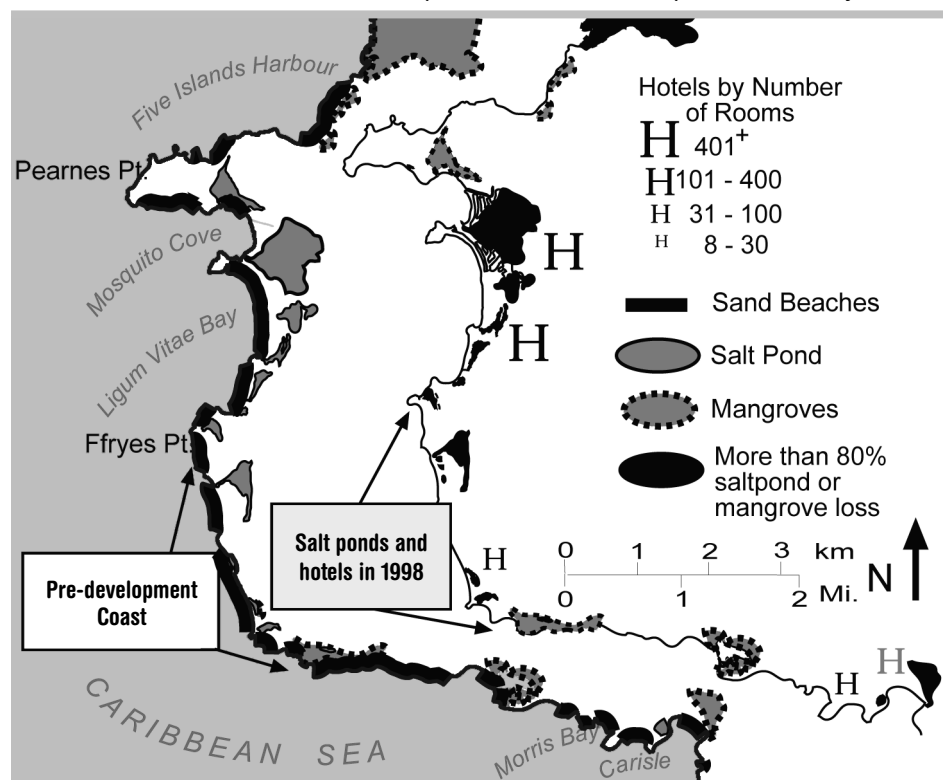 Five Islands Harbour
Hotels by Number
of Rooms
H 401+
H 101 - 400
H 31 - 100
H 8 - 30
Pearnes Pt.
Mosquito Cove
H
Sand Beaches
Ligum Vitae Bay
H
Salt Pond
Mangroves
Ffryes Pt.
More than 80%
saltpond or
mangrove loss
Salt ponds and
hotels in 1998
H
0 1 2 3 km
0 1 2 Mi.
N
Pre-development
Coast
H
H
CARIBBEAN SEA
Morris Bay
Carisle